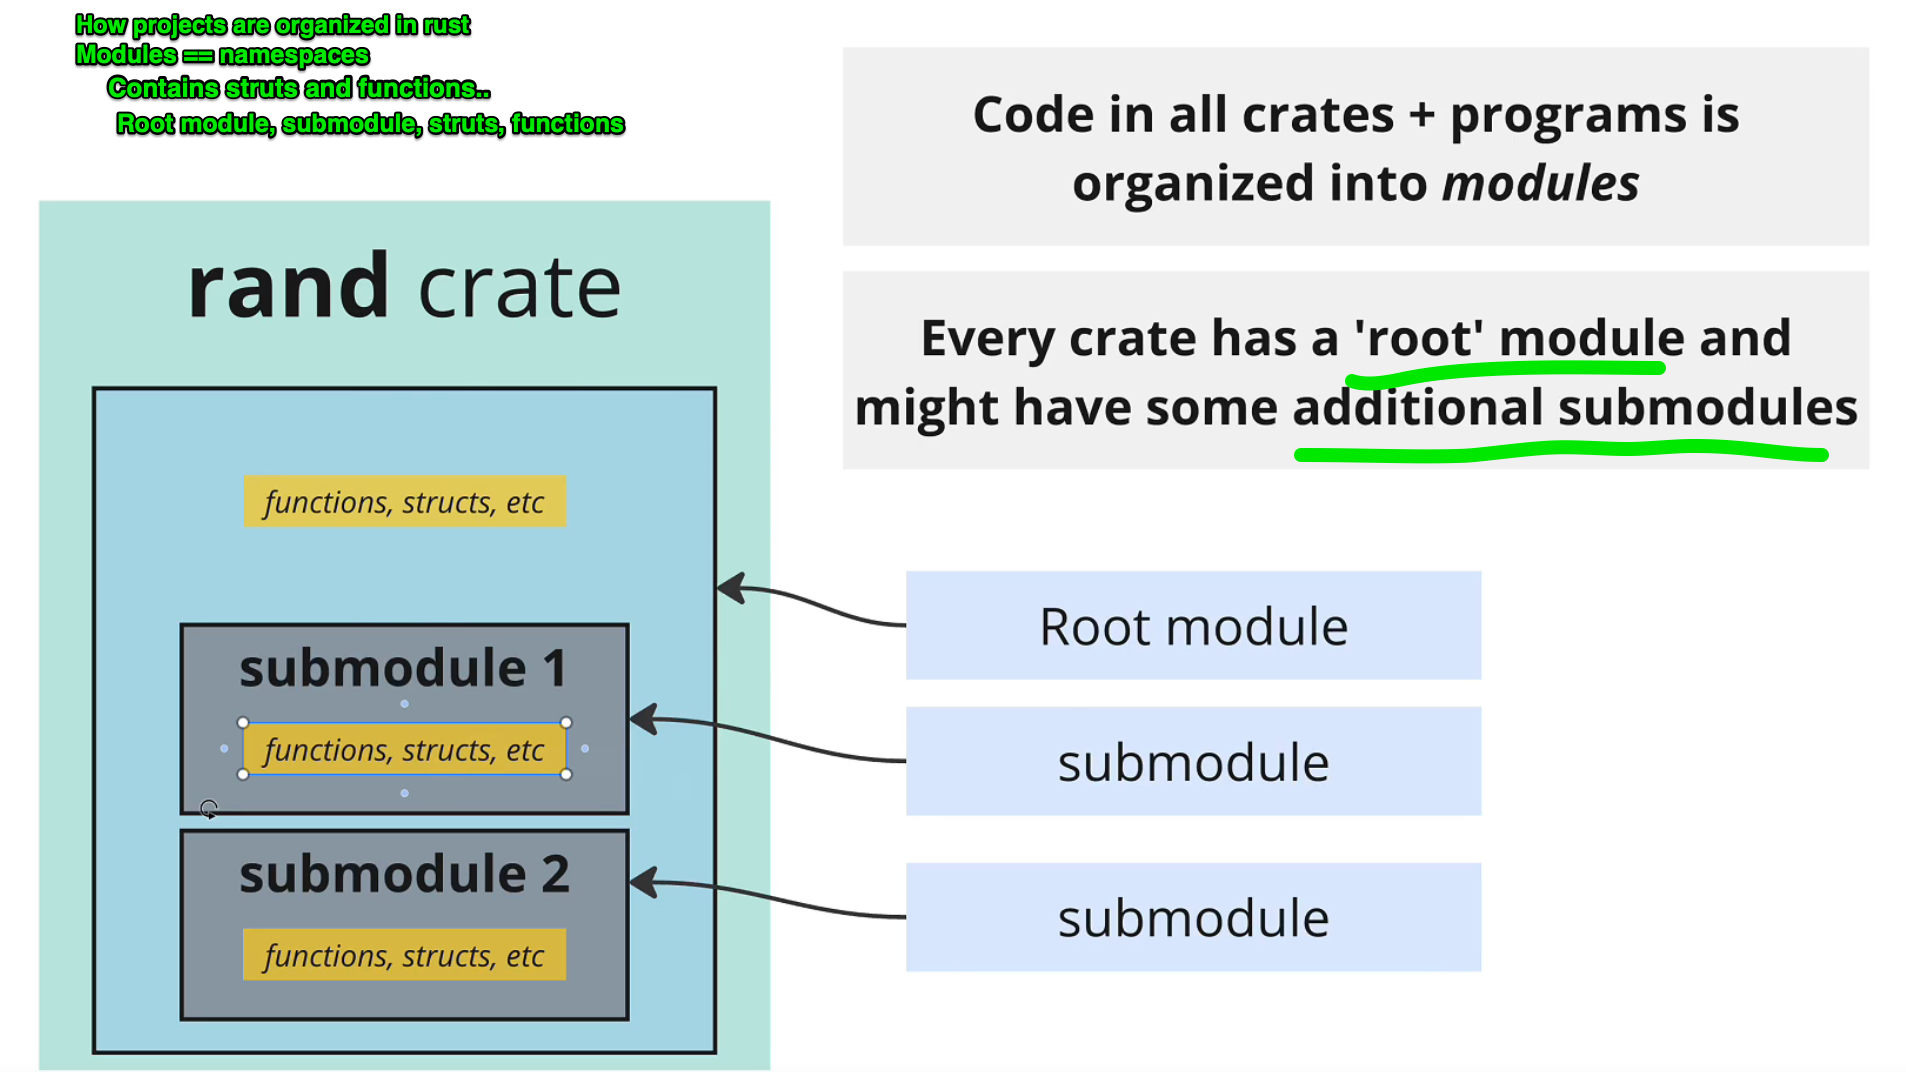 How projects are organized in rust
Modules == namespaces
Contains struts and functions..
Root module, submodule, struts, functions
Code in all crates + programs is
organized into modules
Every crate has a 'root' module and
might have some additional submodules
rand crate
functions, structs, etc
submodule 1
functions, structs, etc
submodule 2
functions, structs, etc
Root module
submodule
submodule